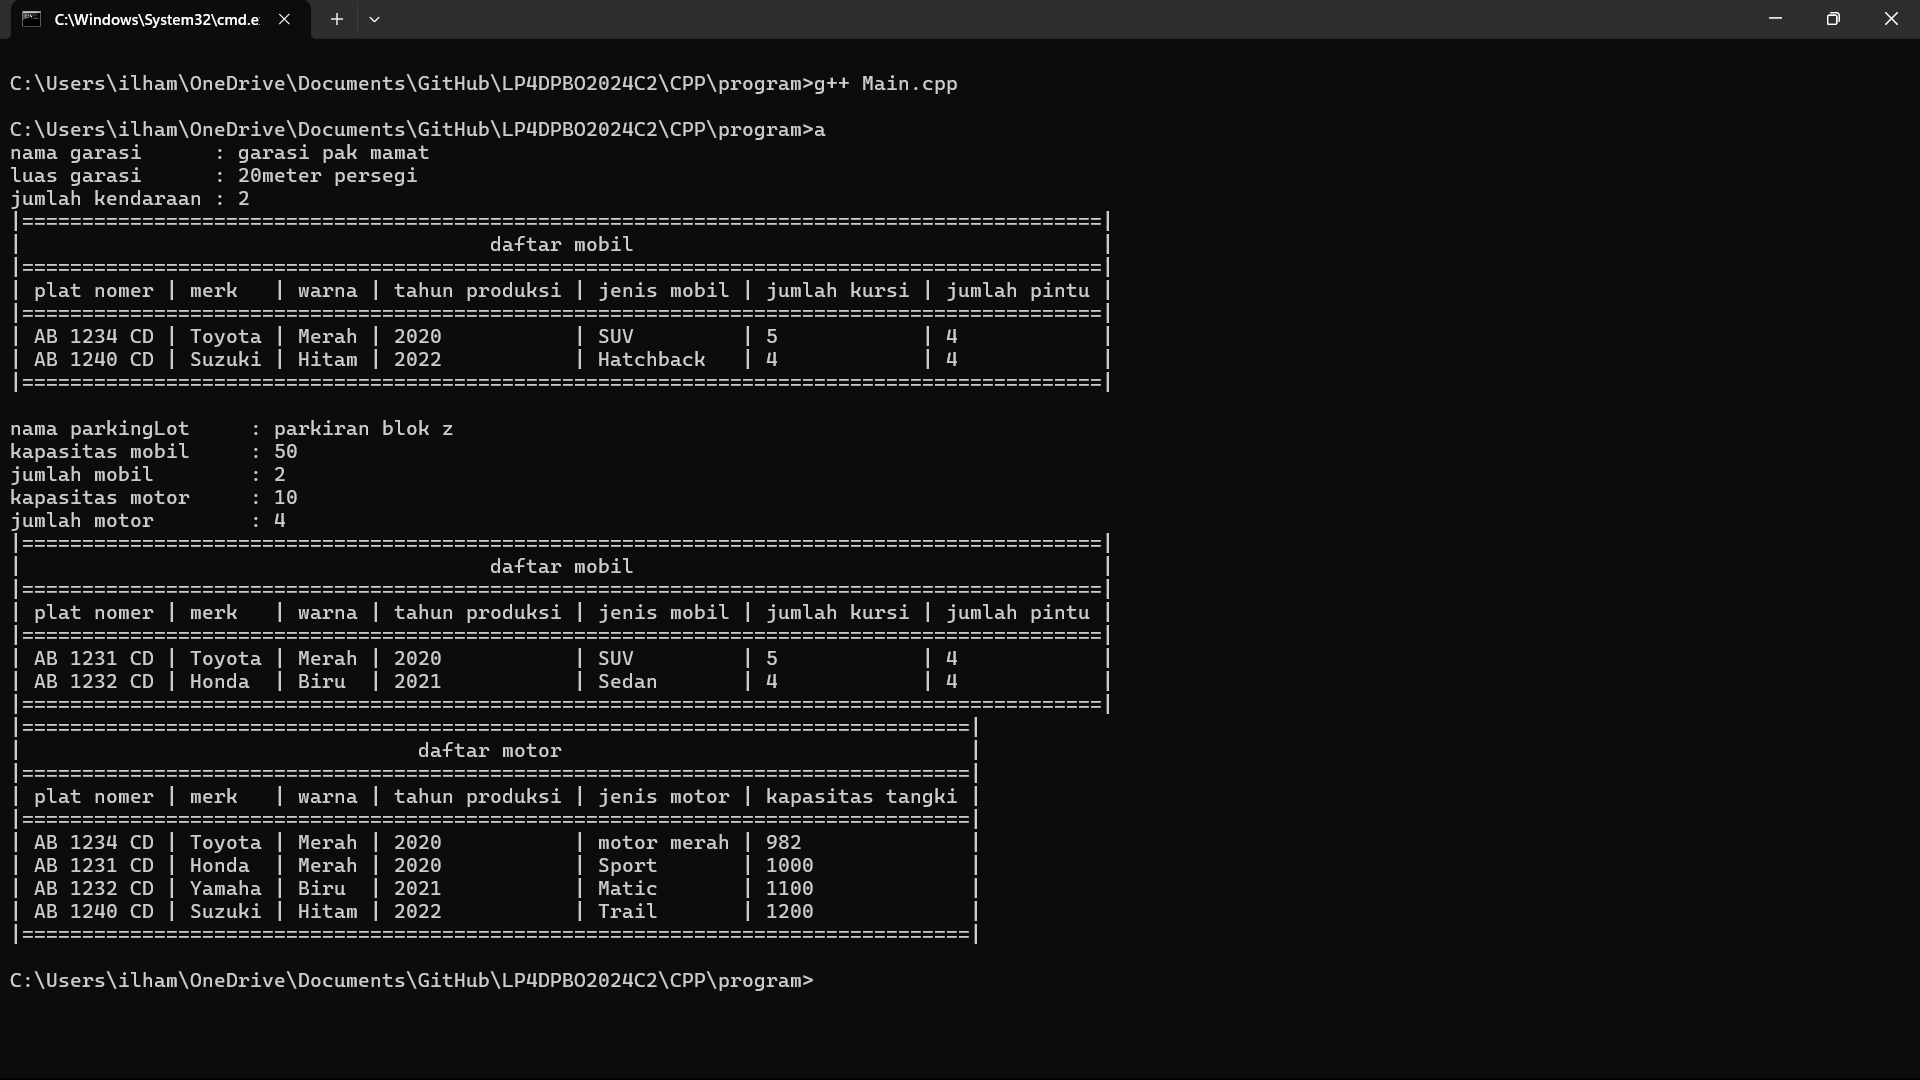 C:\Windows\System32\cmd.e
C:\Users\ilham\OneDrive\Documents\GitHub\LP4DPBO2024C2\CPP\program>g++ Main.cpp
C:\Users\ilham\OneDrive\Documents\GitHub\LP4DPBO2024C2\CPP\program>a
nama garasi      : garasi pak mamat
luas garasi      : 20meter persegi
jumlah kendaraan : 2
|==========================================================================================|
|                                       daftar mobil                                       |
|==========================================================================================|
| plat nomer | merk   | warna | tahun produksi | jenis mobil | jumlah kursi | jumlah pintu |
|==========================================================================================|
| AB 1234 CD | Toyota | Merah | 2020           | SUV         | 5            | 4            |
| AB 1240 CD | Suzuki | Hitam | 2022           | Hatchback   | 4            | 4            |
|==========================================================================================|
nama parkingLot     : parkiran blok z
kapasitas mobil     : 50
jumlah mobil        : 2
kapasitas motor     : 10
jumlah motor        : 4
|==========================================================================================|
|                                       daftar mobil                                       |
|==========================================================================================|
| plat nomer | merk   | warna | tahun produksi | jenis mobil | jumlah kursi | jumlah pintu |
|==========================================================================================|
| AB 1231 CD | Toyota | Merah | 2020           | SUV         | 5            | 4            |
| AB 1232 CD | Honda  | Biru  | 2021           | Sedan       | 4            | 4            |
|==========================================================================================|
|===============================================================================|
|                                 daftar motor                                  |
|===============================================================================|
| plat nomer | merk   | warna | tahun produksi | jenis motor | kapasitas tangki |
|===============================================================================|
| AB 1234 CD | Toyota | Merah | 2020           | motor merah | 982              |
| AB 1231 CD | Honda  | Merah | 2020           | Sport       | 1000             |
| AB 1232 CD | Yamaha | Biru  | 2021           | Matic       | 1100             |
| AB 1240 CD | Suzuki | Hitam | 2022           | Trail       | 1200             |
|===============================================================================|
C:\Users\ilham\OneDrive\Documents\GitHub\LP4DPBO2024C2\CPP\program>